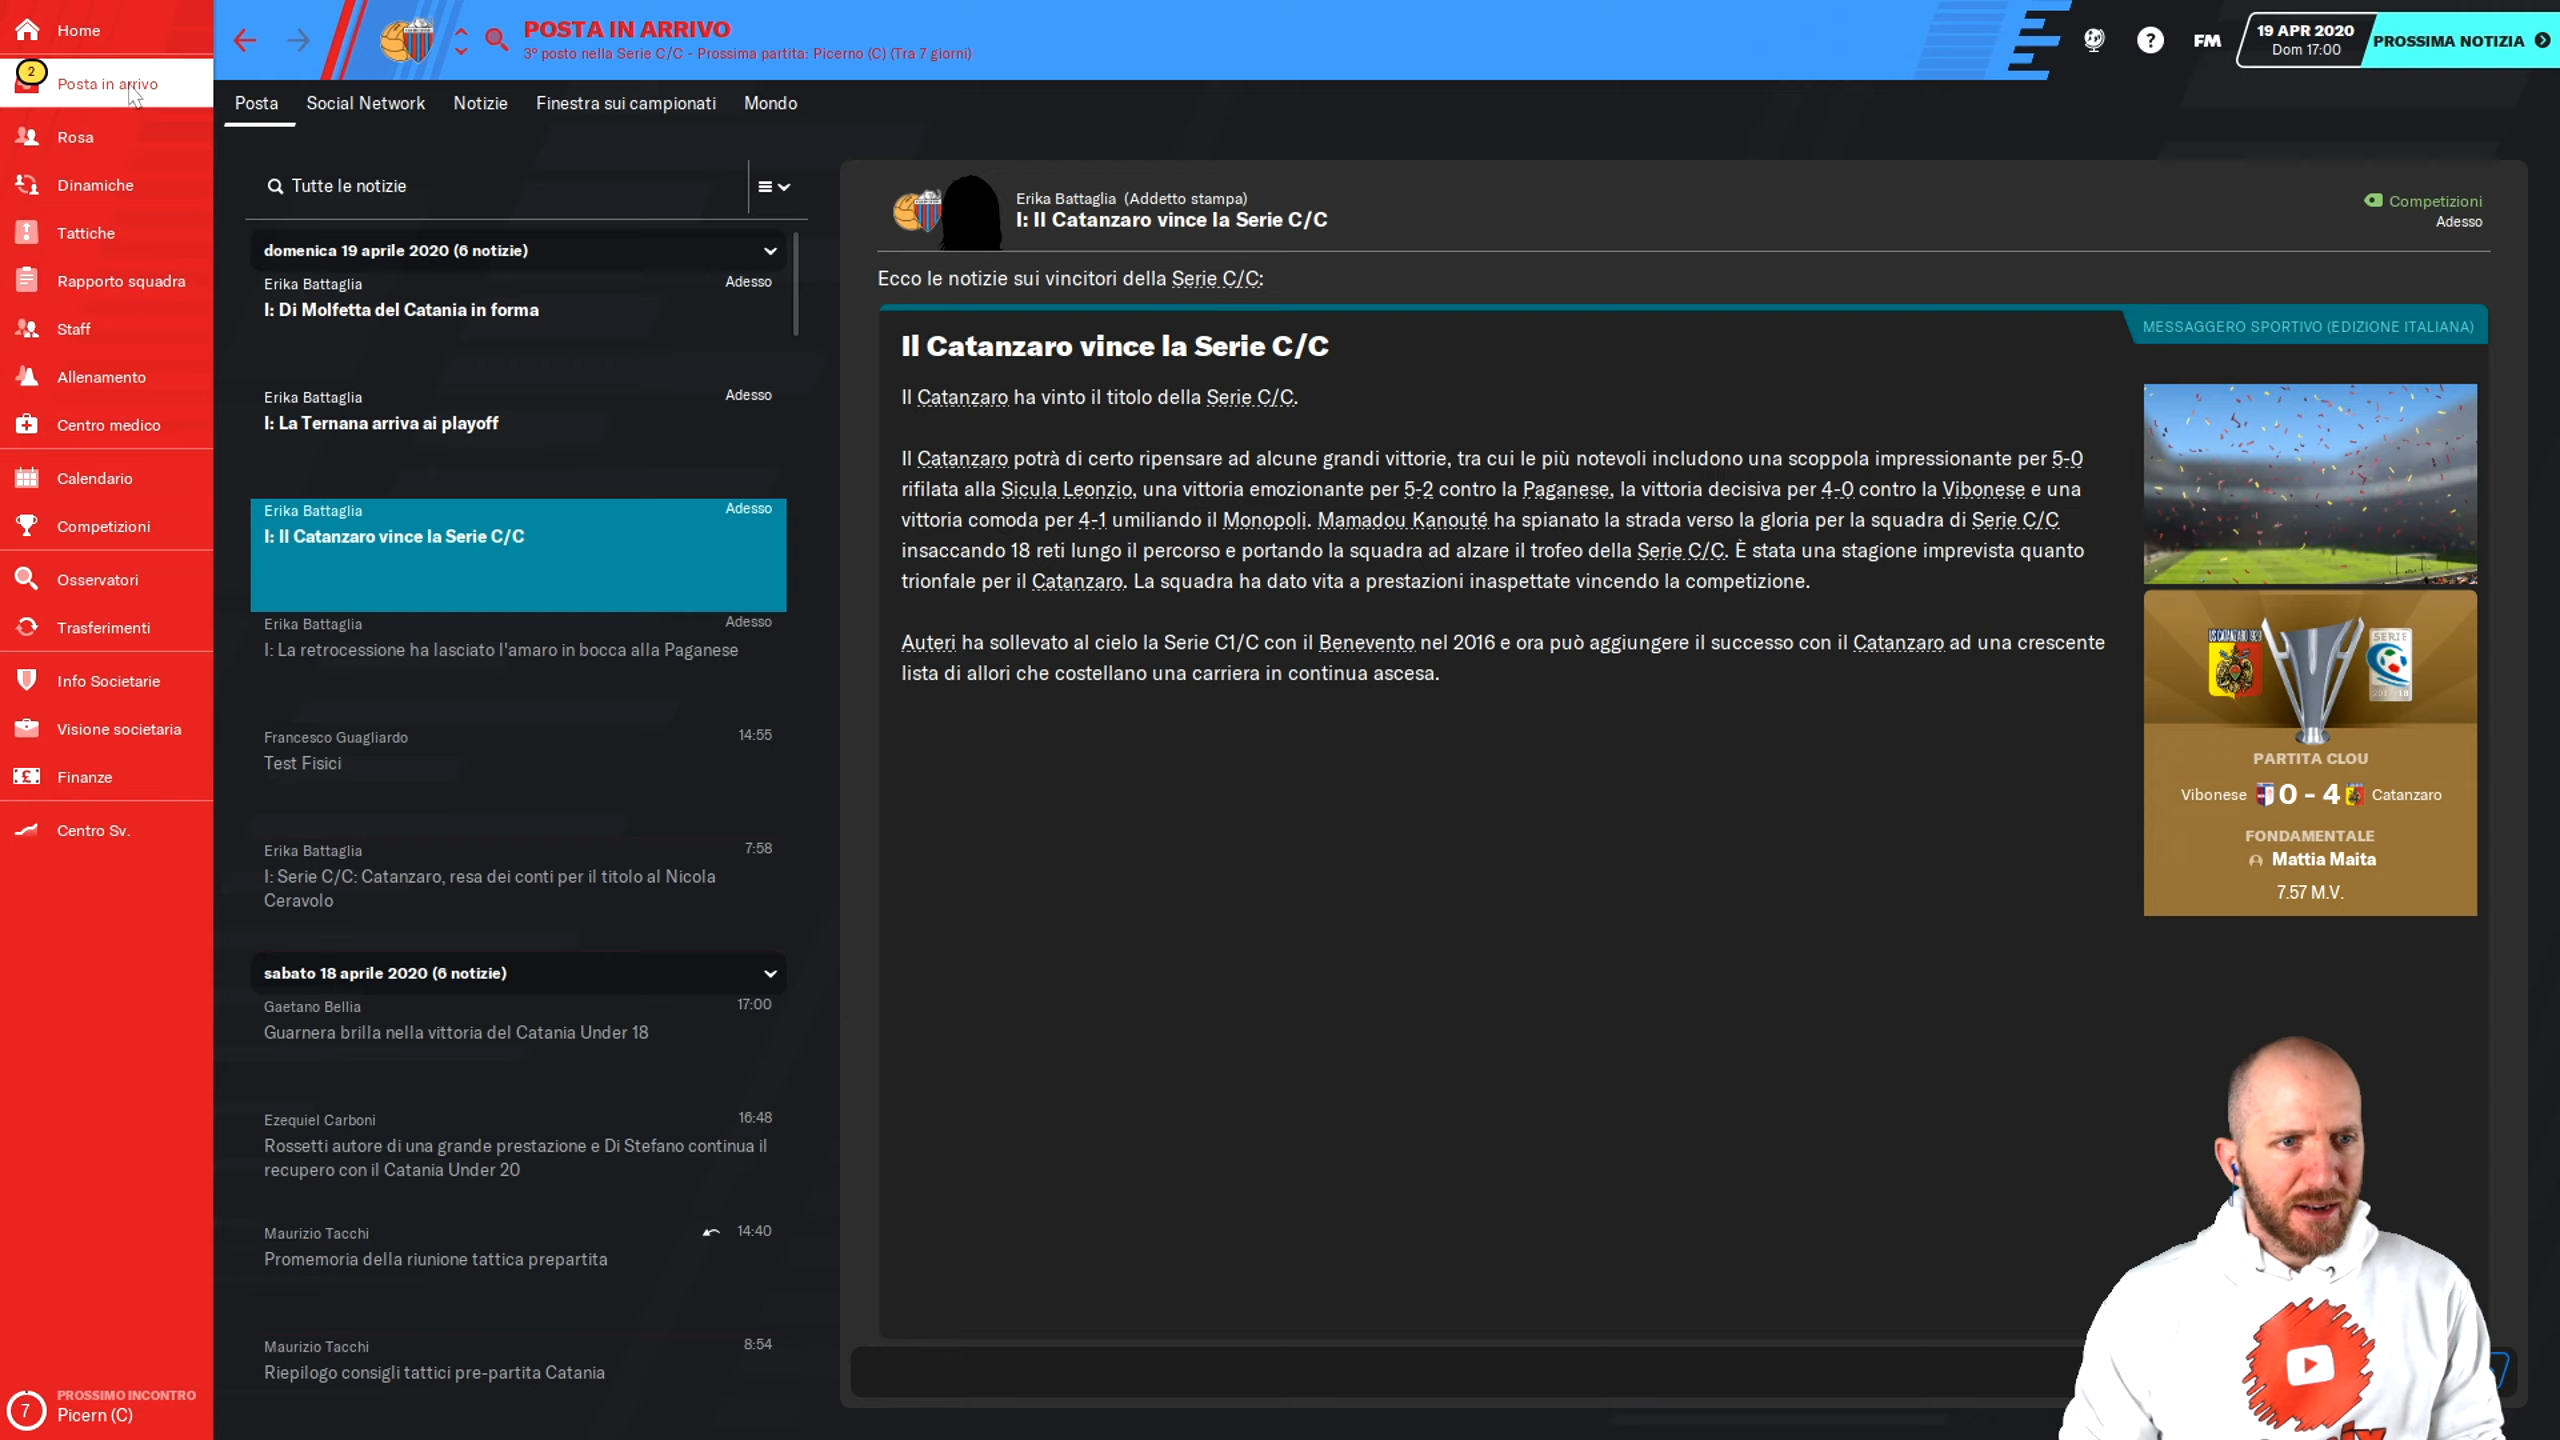 Home
2
Posta in arrivo
Rosa
Dinamiche
Tattiche
Rapporto squadra
Staff
Allenamento
Centro medico
Calendario
Competizioni
Osservatori
Trasferimenti
Info Societarie
Visione societaria
Finanze
Centro Sv.
7
PROSSIMO INCONTRO
Picern (C)
POSTA IN ARRIVO
3º posto nella Serie C/C - Prossima partita: Picerno (C) (Tra 7 giorni)
?
FM
19 APR 2020
Dom 17:00
PROSSIMA NOTIZIA
Posta
Social Network
Notizie
Finestra sui campionati
Mondo
Tutte le notizie
domenica 19 aprile 2020 (6 notizie)
Erika Battaglia
Adesso
I: Di Molfetta del Catania in forma
Erika Battaglia
Adesso
I: La Ternana arriva ai playoff
Erika Battaglia
Adesso
I: Il Catanzaro vince la Serie C/C
Erika Battaglia
Adesso
I: La retrocessione ha lasciato l'amaro in bocca alla Paganese
Francesco Guagliardo
14:55
Test Fisici
Erika Battaglia
7:58
I: Serie C/C: Catanzaro, resa dei conti per il titolo al Nicola
Ceravolo
sabato 18 aprile 2020 (6 notizie)
Gaetano Bellia
17:00
Guarnera brilla nella vittoria del Catania Under 18
Ezequiel Carboni
16:48
Rossetti autore di una grande prestazione e Di Stefano continua il
recupero con il Catania Under 20
Maurizio Tacchi
14:40
Promemoria della riunione tattica prepartita
Maurizio Tacchi
8:54
Riepilogo consigli tattici pre-partita Catania
Erika Battaglia (Addetto stampa)
I: Il Catanzaro vince la Serie C/C
Competizioni
Adesso
Ecco le notizie sui vincitori della Serie C/C:
MESSAGGERO SPORTIVO (EDIZIONE ITALIANA)
Il Catanzaro vince la Serie C/C
Il Catanzaro ha vinto il titolo della Serie C/C.
Il Catanzaro potrà di certo ripensare ad alcune grandi vittorie, tra cui le più notevoli includono una scoppola impressionante per 5-0
rifilata alla Sicula Leonzio, una vittoria emozionante per 5-2 contro la Paganese, la vittoria decisiva per 4-0 contro la Vibonese e una
vittoria comoda per 4-1 umiliando il Monopoli. Mamadou Kanouté ha spianato la strada verso la gloria per la squadra di Serie C/C
insaccando 18 reti lungo il percorso e portando la squadra ad alzare il trofeo della Serie C/C. È stata una stagione imprevista quanto
trionfale per il Catanzaro. La squadra ha dato vita a prestazioni inaspettate vincendo la competizione.
Auteri ha sollevato al cielo la Serie C1/C con il Benevento nel 2016 e ora può aggiungere il successo con il Catanzaro ad una crescente
lista di allori che costellano una carriera in continua ascesa.
US CATANZARO 1929
SERIE
PARTITA CLOU
Vibonese 0 - 4 Catanzaro
FONDAMENTALE
Mattia Maita
7.57 M.V.